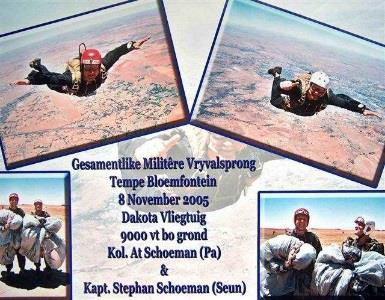 Gesamentlike Militêre Vryvalsprong
Tempe Bloemfontein
8 November 2005
Dakota Vliegtuig
9000 vt bo grond
Kol. At Schoeman (Pa)
&
Kapt. Stephan Schoeman (Seun)